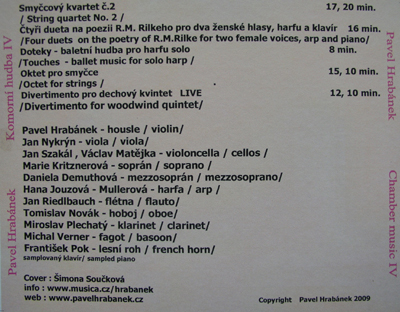 Smyčcový kvartet č.2 17, 20 min.
/ String quartet No. 2 /
Čtyři dueta na poezii R.M. Rilkeho pro dva ženské hlasy, harfu a klavír 16 min.
/Four duets on the poetry of R.M.Rilke for two female voices, arp and piano/
Doteky - baletní hudba pro harfu solo 8 min.
/Touches - ballet music for solo harp /
Oktet pro smyčce 15, 10 min.
/Octet for strings /
Divertimento pro dechový kvintet LIVE 12, 10 min.
/Divertimento for woodwind quintet/
Pavel Hrabánek - housle / violin/
Jan Nykrýn - viola / viola/
Jan Szakál , Václav Matějka - violoncella / cellos /
Marie Kritznerová - soprán / soprano /
Daniela Demuthová - mezzosoprán / mezzosoprano/
Hana Jouzová - Mullerová - harfa / arp /
Jan Riedlbauch - flétna / flauto/
Tomislav Novák - hoboj / oboe/
Miroslav Plechatý - klarinet / clarinet/
Michal Verner - fagot / basoon/
František Pok - lesní roh / french horn/
samplovaný klavír/ sampled piano
Cover : Šimona Součková
info : www.musica.cz/hrabanek
web : www.pavelhrabanek.cz
Copyright Pavel Hrabánek 2009
Pavel Hrabánek Komorní hudba IV
Pavel Hrabánek Chamber music IV